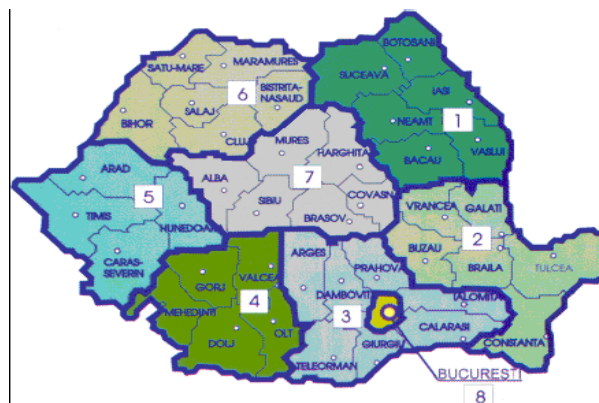 BOTOSANI
SUCEAVA
IASI
NEAMT
1
BACAU
VASLUI
SATU-MARE
MARAMURES
BISTRITA-
NASAUD
6
SALAJ
BIHOR
CLUJ
MURES
HARGHITA
ALBA
7
COVASNA
SIBIU
BRASOV
ARAD
5
TIMIS
HUNEDOARA
CARAS-
SEVERIN
VRANCEA
GALATI
2
BUZAU
BRAILA
TULCEA
CONSTANTA
GORJ
VALCEA
MEHEDINTI
4
DOLJ
OLT
ARGES
PRAHOVA
DAMBOVIT
3
IALOMITA
CALARASI
GIURGIU
TELEORMAN
BUCURESTI
8